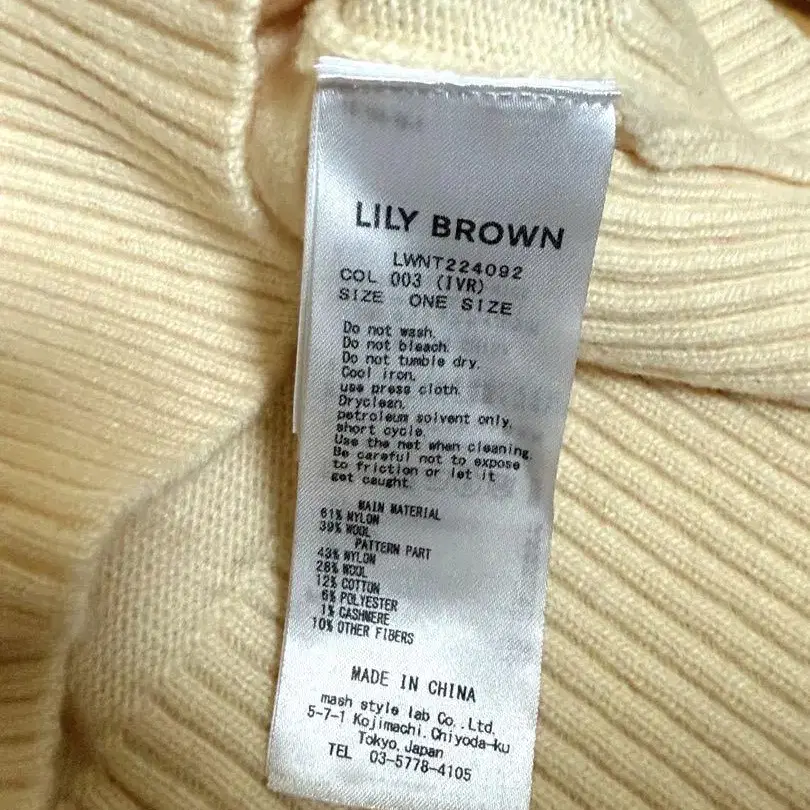 LILY BROWN
LWNT224092
COL 003 (IVR)
SIZE ONE SIZE
Do not wash.
Do not bleach.
Do not tumble dry.
Cool iron.
use press cloth.
Dryclean.
petroleum solvent only.
short cycle.
Use the net when cleaning.
Be careful not to expose
to friction or let it
get caught.
MAIN MATERIAL
61% NYLON
39% WOOL
PATTERN PART
43% NYLON
28% WOOL
12% COTTON
6% POLYESTER
1% CASHMERE
10% OTHER FIBERS
MADE IN CHINA
mash style lab Co.,Ltd.
5-7-1 Kojimachi.Chiyoda-ku
Tokyo,Japan
TEL 03-5778-4105